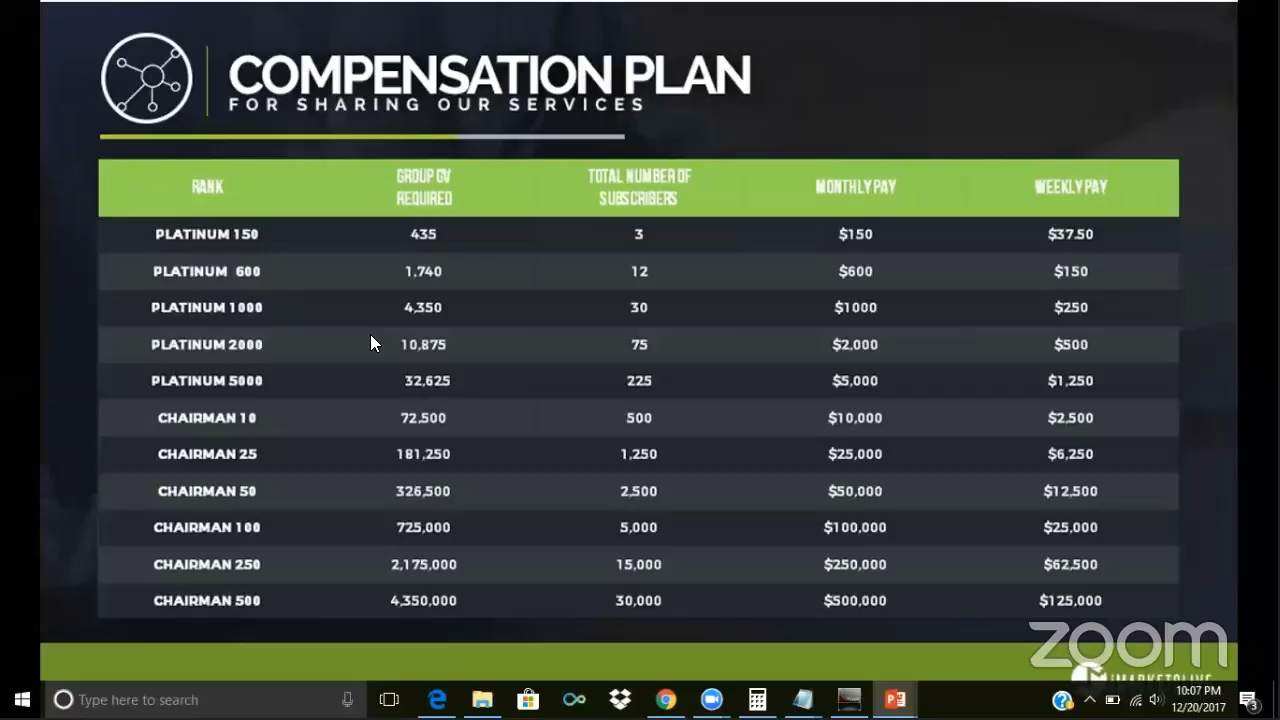 COMPENSATION PLAN
FOR SHARING OUR SERVICES
RANK GROUP GV REQUIRED TOTAL NUMBER OF SUBSCRIBERS MONTHLY PAY WEEKLY PAY
PLATINUM 150 435 3 $150 $37.50
PLATINUM 600 1,740 12 $600 $150
PLATINUM 1000 4,350 30 $1000 $250
PLATINUM 2000 10,875 75 $2,000 $500
PLATINUM 5000 32,625 225 $5,000 $1,250
CHAIRMAN 10 72,500 500 $10,000 $2,500
CHAIRMAN 25 181,250 1,250 $25,000 $6,250
CHAIRMAN 50 326,500 2,500 $50,000 $12,500
CHAIRMAN 100 725,000 5,000 $100,000 $25,000
CHAIRMAN 250 2,175,000 15,000 $250,000 $62,500
CHAIRMAN 500 4,350,000 30,000 $500,000 $125,000
zoom
Type here to search
10:07 PM
12/20/2017
3